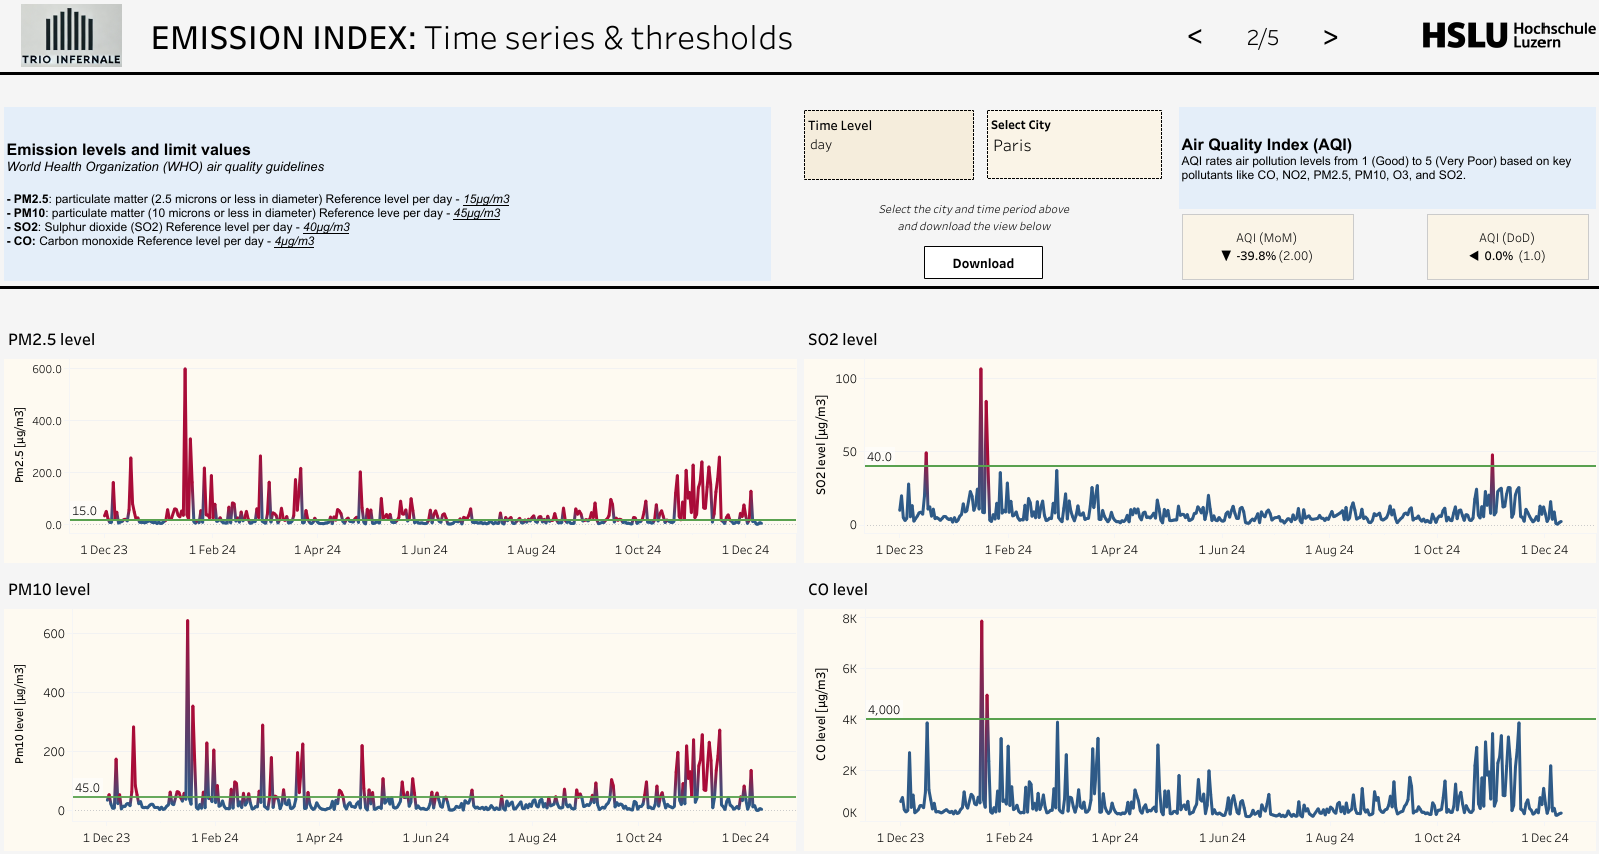 TRIO INFERNALE
EMISSION INDEX: Time series & thresholds
< 2/5 >
HSLU Hochschule
Luzern
Emission levels and limit values
World Health Organization (WHO) air quality guidelines
- PM2.5: particulate matter (2.5 microns or less in diameter) Reference level per day - 15µg/m3
- PM10: particulate matter (10 microns or less in diameter) Reference leve per day - 45µg/m3
- SO2: Sulphur dioxide (SO2) Reference level per day - 40µg/m3
- CO: Carbon monoxide Reference level per day - 4µg/m3
Time Level
day
Select City
Paris
Select the city and time period above
and download the view below
Download
Air Quality Index (AQI)
AQI rates air pollution levels from 1 (Good) to 5 (Very Poor) based on key
pollutants like CO, NO2, PM2.5, PM10, O3, and SO2.
AQI (MoM)
▼ -39.8% (2.00)
AQI (DoD)
◀ 0.0% (1.0)
PM2.5 level
Pm2.5 [µg/m3]
600.0
400.0
200.0
15.0
0.0
1 Dec 23 1 Feb 24 1 Apr 24 1 Jun 24 1 Aug 24 1 Oct 24 1 Dec 24
SO2 level
SO2 level [µg/m3]
100
50
40.0
0
1 Dec 23 1 Feb 24 1 Apr 24 1 Jun 24 1 Aug 24 1 Oct 24 1 Dec 24
PM10 level
Pm10 level [µg/m3]
600
400
200
45.0
0
1 Dec 23 1 Feb 24 1 Apr 24 1 Jun 24 1 Aug 24 1 Oct 24 1 Dec 24
CO level
CO level [µg/m3]
8K
6K
4,000
4K
2K
0K
1 Dec 23 1 Feb 24 1 Apr 24 1 Jun 24 1 Aug 24 1 Oct 24 1 Dec 24